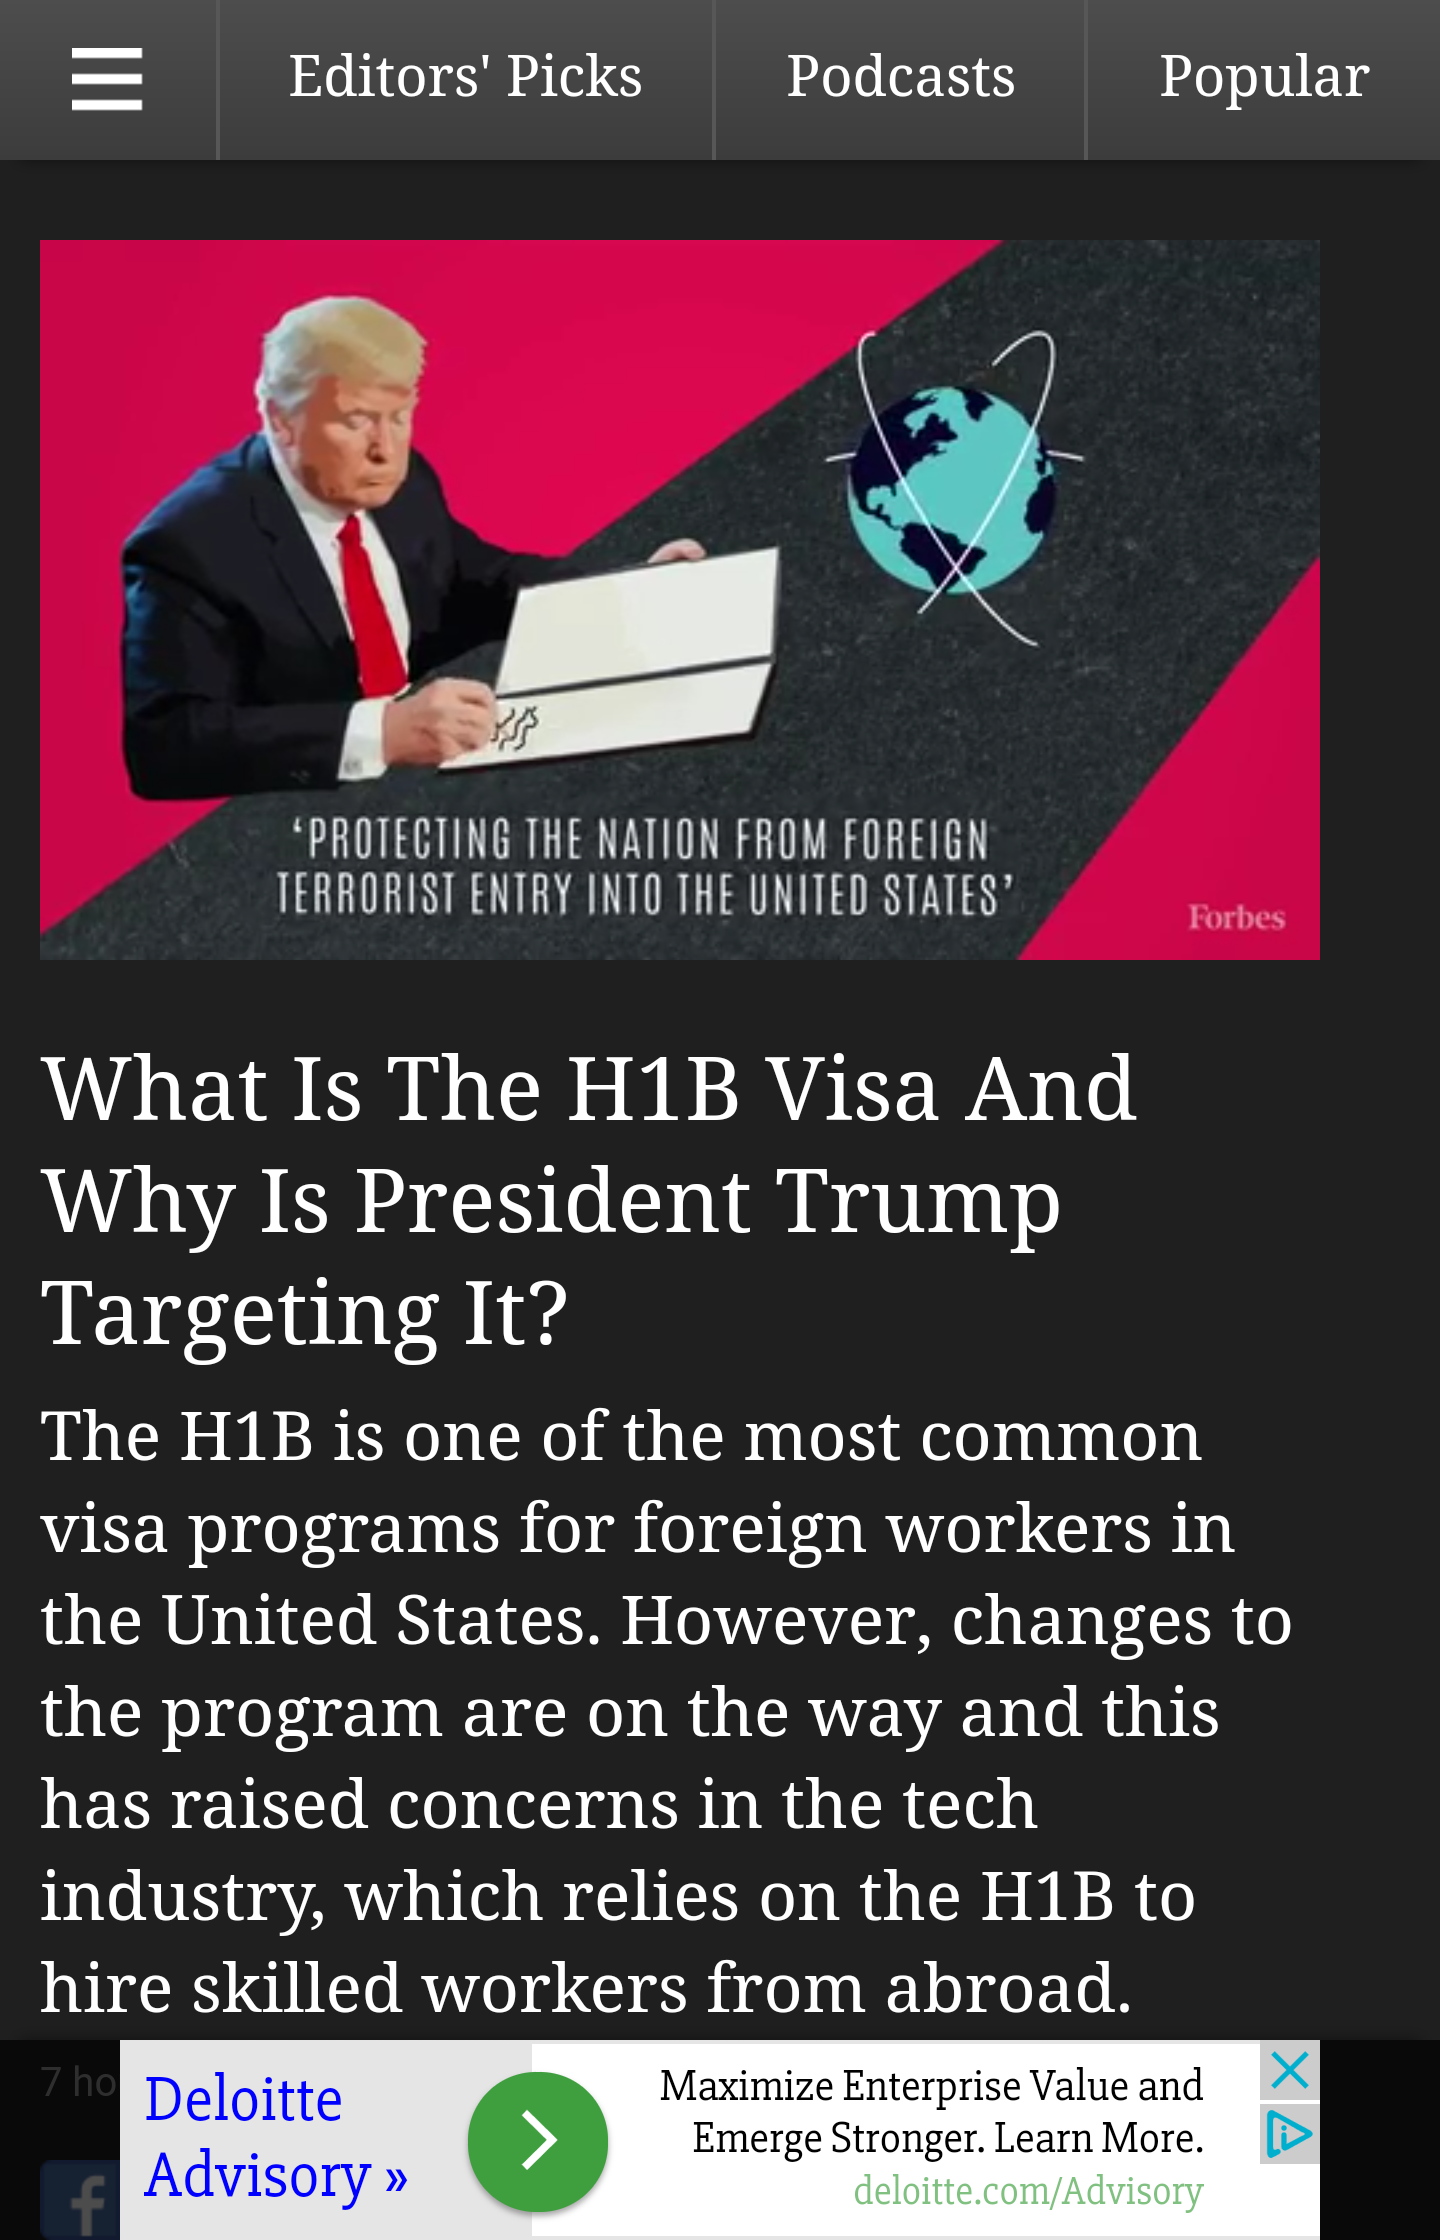 Editors' Picks
Podcasts
Popular
‘PROTECTING THE NATION FROM FOREIGN
TERRORIST ENTRY INTO THE UNITED STATES’
Forbes
What Is The H1B Visa And
Why Is President Trump
Targeting It?
The H1B is one of the most common
visa programs for foreign workers in
the United States. However, changes to
the program are on the way and this
has raised concerns in the tech
industry, which relies on the H1B to
hire skilled workers from abroad.
7 ho
Deloitte
Advisory »
Maximize Enterprise Value and
Emerge Stronger. Learn More.
deloitte.com/Advisory
f